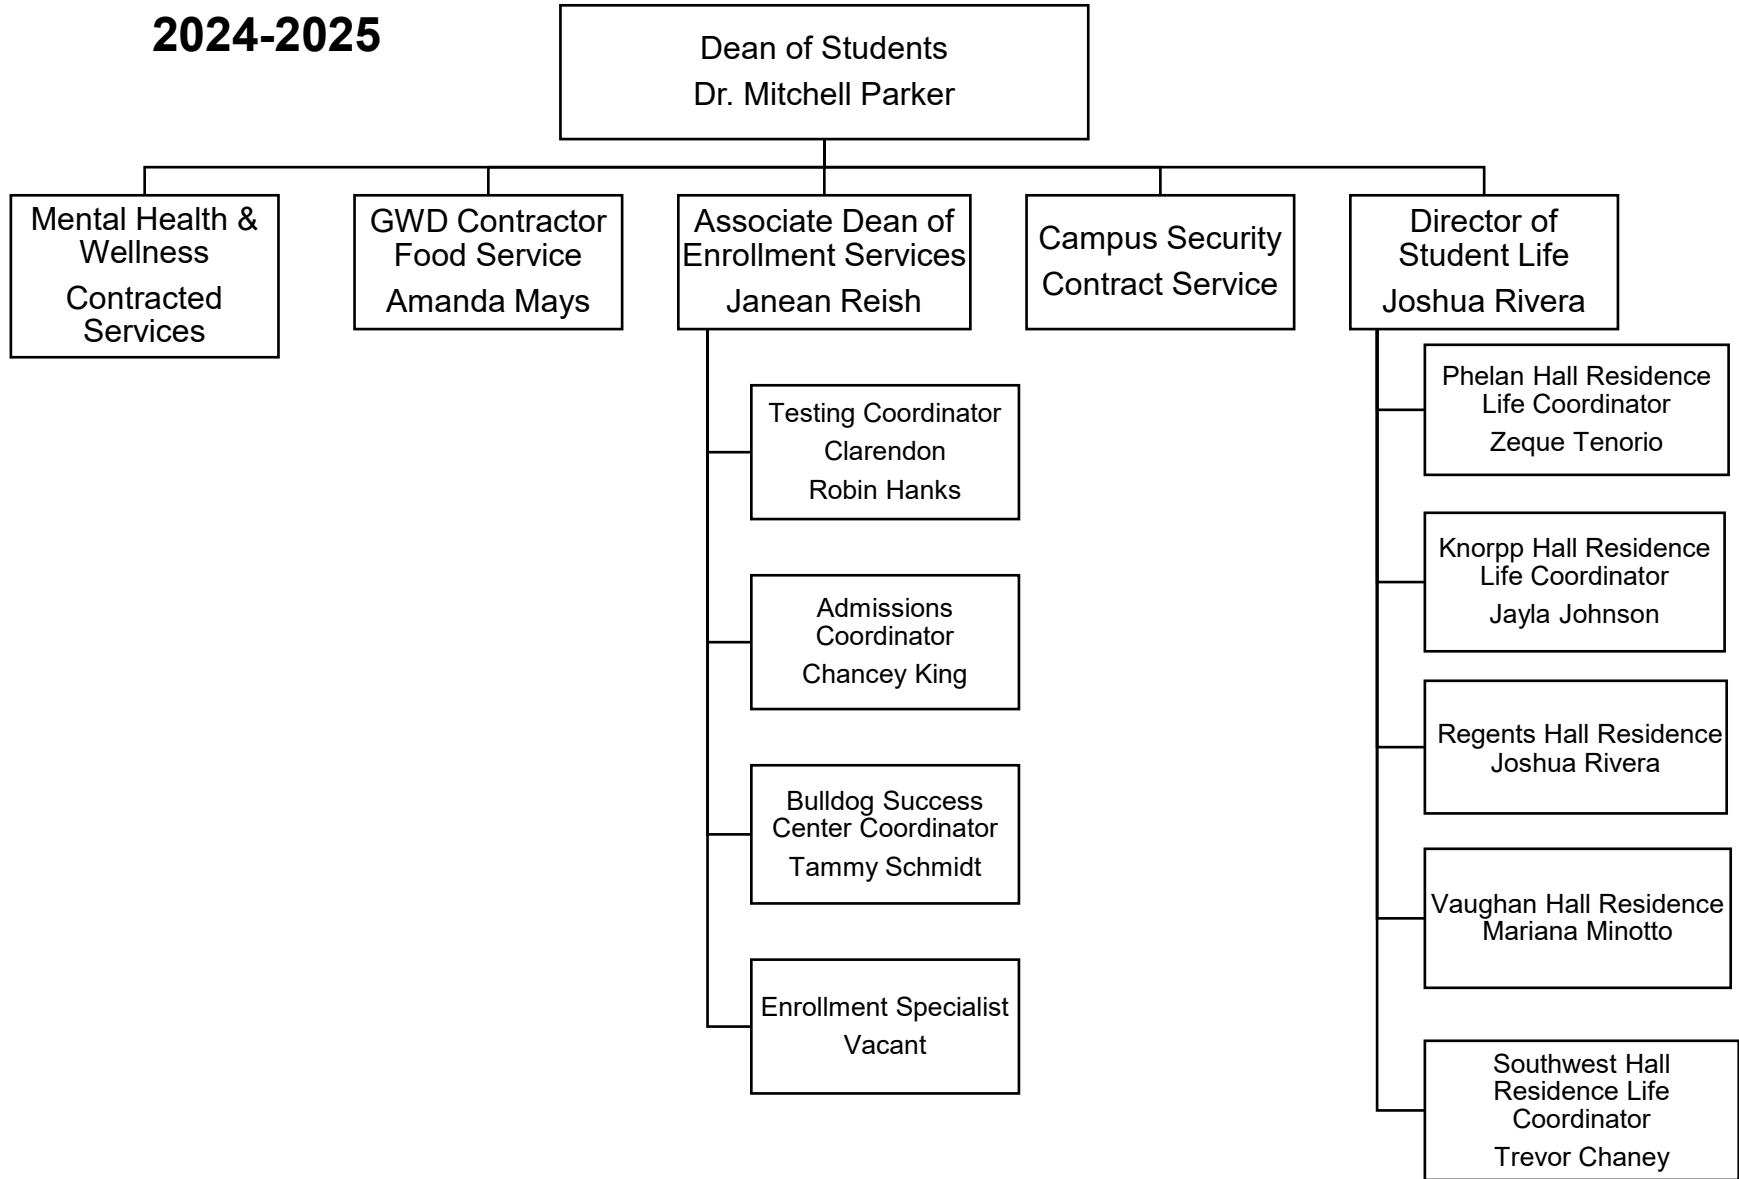 2024-2025
Dean of Students
Dr. Mitchell Parker
Mental Health &
Wellness
Contracted
Services
GWD Contractor
Food Service
Amanda Mays
Associate Dean of
Enrollment Services
Janean Reish
Campus Security
Contract Service
Director of
Student Life
Joshua Rivera
Testing Coordinator
Clarendon
Robin Hanks
Admissions
Coordinator
Chancey King
Bulldog Success
Center Coordinator
Tammy Schmidt
Enrollment Specialist
Vacant
Phelan Hall Residence
Life Coordinator
Zeque Tenorio
Knorpp Hall Residence
Life Coordinator
Jayla Johnson
Regents Hall Residence
Joshua Rivera
Vaughan Hall Residence
Mariana Minotto
Southwest Hall
Residence Life
Coordinator
Trevor Chaney